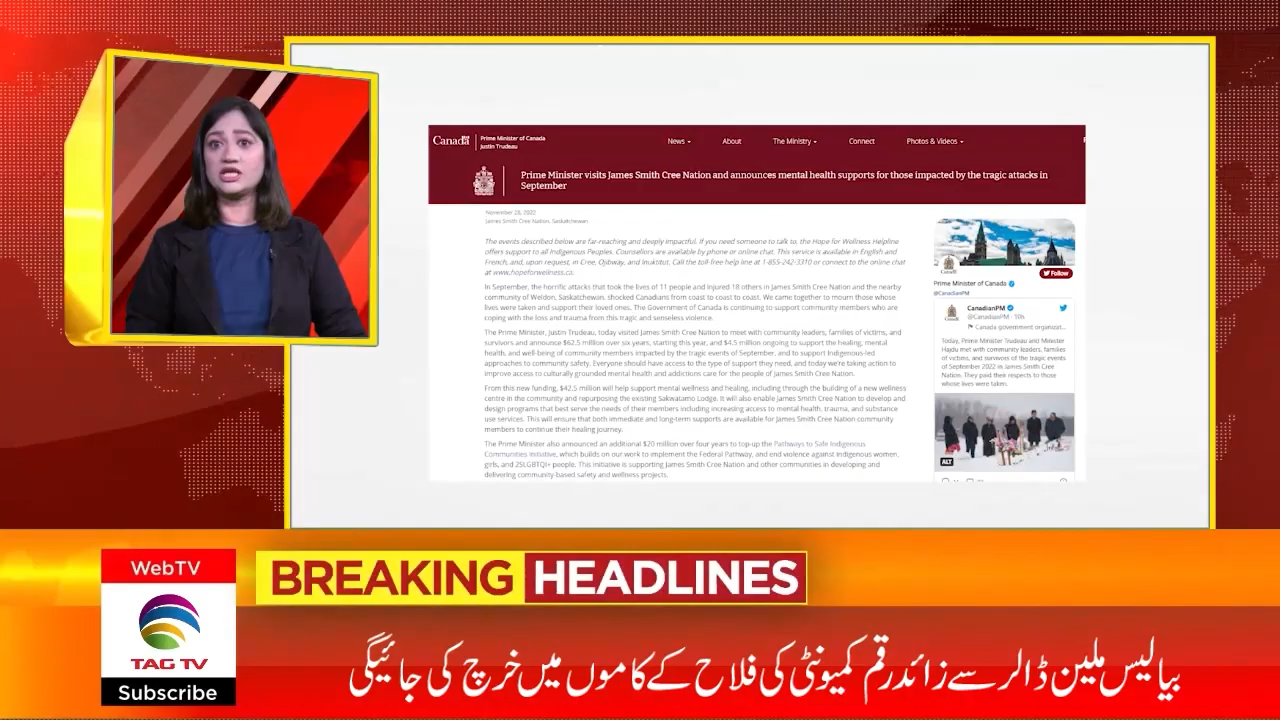 Canada
Prime Minister of Canada
Justin Trudeau
News
About
The Ministry
Connect
Photos & Videos
Prime Minister visits James Smith Cree Nation and announces mental health supports for those impacted by the tragic attacks in
September
November 28, 2022
James Smith Cree Nation, Saskatchewan
The events described below are far-reaching and deeply impactful. If you need someone to talk to, the Hope for Wellness Helpline
offers support to all Indigenous Peoples. Counsellors are available by phone or online chat. This service is available in English and
French, and, upon request, in Cree, Ojibway, and Inuktitut. Call the toll-free help line at 1-855-242-3310 or connect to the online chat
at www.hopeforwellness.ca.
In September, the horrific attacks that took the lives of 11 people and injured 18 others in James Smith Cree Nation and the nearby
community of Weldon, Saskatchewan, shocked Canadians from coast to coast to coast. We came together to mourn those whose
lives were taken and support their loved ones. The Government of Canada is continuing to support community members who are
coping with the loss and trauma from this tragic and senseless violence.
The Prime Minister, Justin Trudeau, today visited James Smith Cree Nation to meet with community leaders, families of victims, and
survivors and announce $62.5 million over six years, starting this year, and $4.5 million ongoing to support the healing, mental
health, and well-being of community members impacted by the tragic events of September, and to support Indigenous-led
approaches to community safety. Everyone should have access to the type of support they need, and today we're taking action to
improve access to culturally grounded mental health and addictions care for the people of James Smith Cree Nation.
From this new funding, $42.5 million will help support mental wellness and healing, including through the building of a new wellness
centre in the community and repurposing the existing Sakwatamo Lodge. It will also enable James Smith Cree Nation to develop and
design programs that best serve the needs of their members including increasing access to mental health, trauma, and substance
use services. This will ensure that both immediate and long-term supports are available for James Smith Cree Nation community
members to continue their healing journey.
The Prime Minister also announced an additional $20 million over four years to top-up the Pathways to Safe Indigenous
Communities Initiative, which builds on our work to implement the Federal Pathway, and end violence against Indigenous women,
girls, and 2SLGBTQI+ people. This initiative is supporting James Smith Cree Nation and other communities in developing and
delivering community-based safety and wellness projects.
Canada
Follow
Prime Minister of Canada
@CanadianPM
CanadianPM
@CanadianPM · 10h
Canada government organizat...
Today, Prime Minister Trudeau and Minister
Hajdu met with community leaders, families
of victims, and survivors of the tragic events
of September 2022 in James Smith Cree
Nation. They paid their respects to those
whose lives were taken.
ALT
WebTV
TAG TV
Subscribe
BREAKING HEADLINES
بیالیس ملین ڈالر سے زائد رقم کمیونٹی کی فلاح کے کاموں میں خرچ کی جائیگی